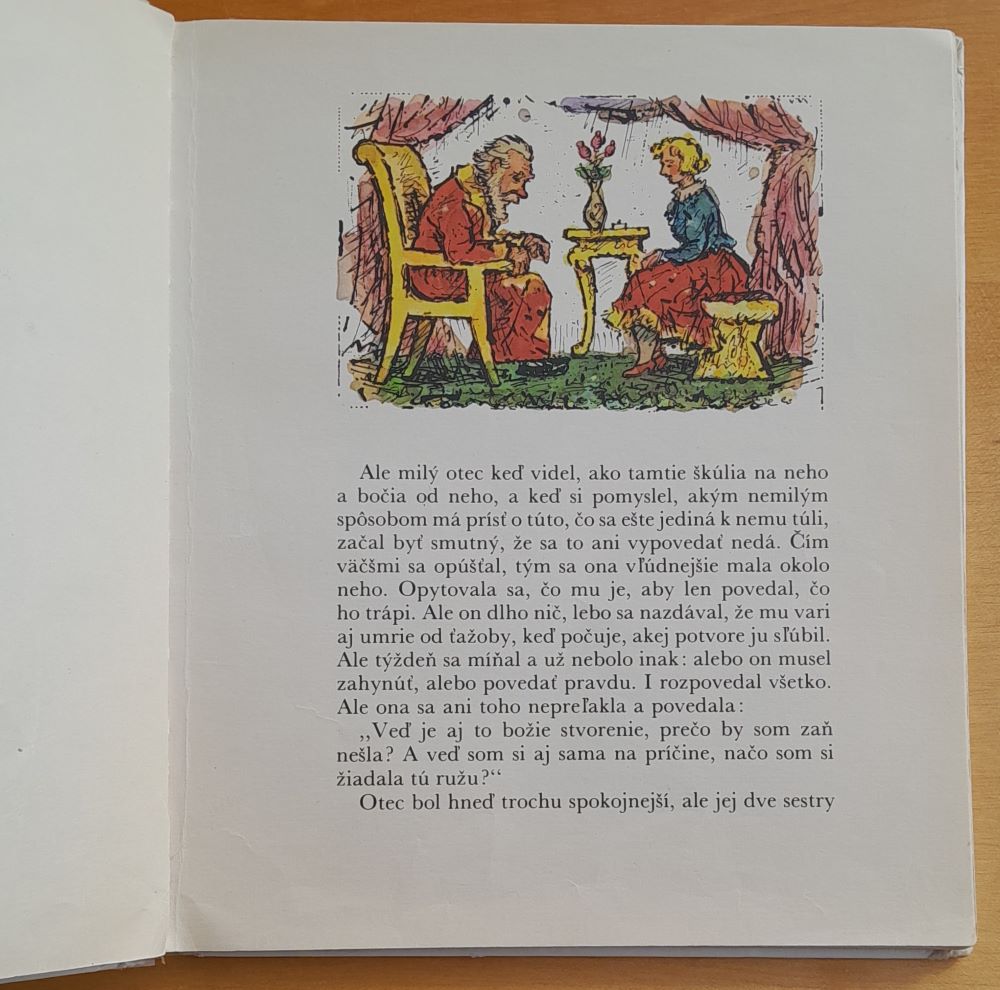 Ale milý otec keď videl, ako tamtie škúlia na neho
a bočia od neho, a keď si pomyslel, akým nemilým
spôsobom má prísť o túto, čo sa ešte jediná k nemu túli,
začal byť smutný, že sa to ani vypovedať nedá. Čím
väčšmi sa opúšťal, tým sa ona vľúdnejšie mala okolo
neho. Opytovala sa, čo mu je, aby len povedal, čo
ho trápi. Ale on dlho nič, lebo sa nazdával, že mu vari
aj umrie od ťažoby, keď počuje, akej potvore ju sľúbil.
Ale týždeň sa míňal a už nebolo inak: alebo on musel
zahynúť, alebo povedať pravdu. I rozpovedal všetko.
Ale ona sa ani toho nepreľakla a povedala:
„Veď je aj to božie stvorenie, prečo by som zaň
nešla? A veď som si aj sama na príčine, načo som si
žiadala tú ružu?“
Otec bol hneď trochu spokojnejší, ale jej dve sestry